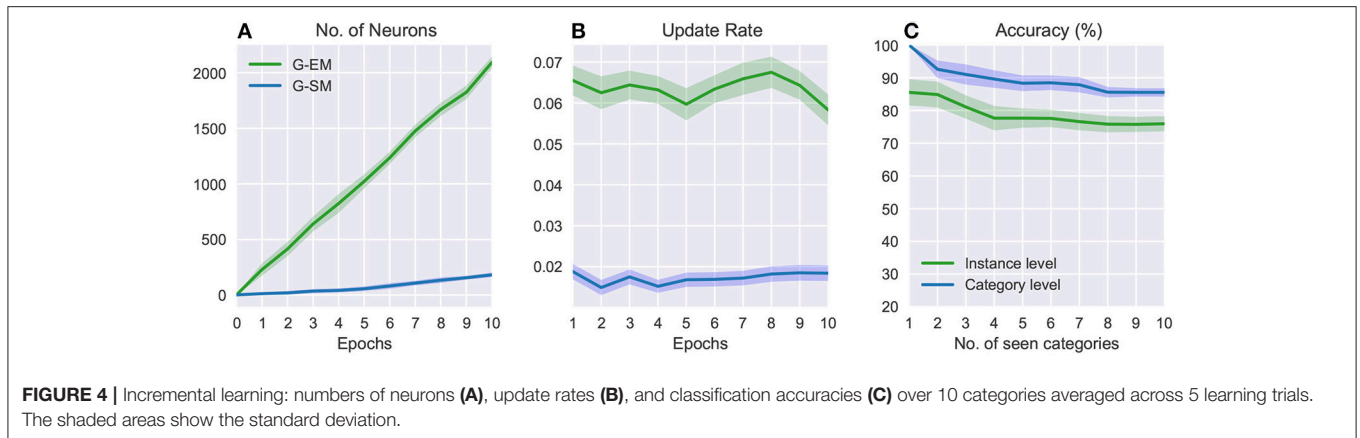 A
No. of Neurons
2000
1500
1000
500
0
G-EM
G-SM
0 1 2 3 4 5 6 7 8 9 10
Epochs
B
Update Rate
0.07
0.06
0.05
0.04
0.03
0.02
1 2 3 4 5 6 7 8 9 10
Epochs
C
Accuracy (%)
100
90
80
70
60
50
40
30
20
Instance level
Category level
1 2 3 4 5 6 7 8 9 10
No. of seen categories
FIGURE 4 | Incremental learning: numbers of neurons (A), update rates (B), and classification accuracies (C) over 10 categories averaged across 5 learning trials.
The shaded areas show the standard deviation.